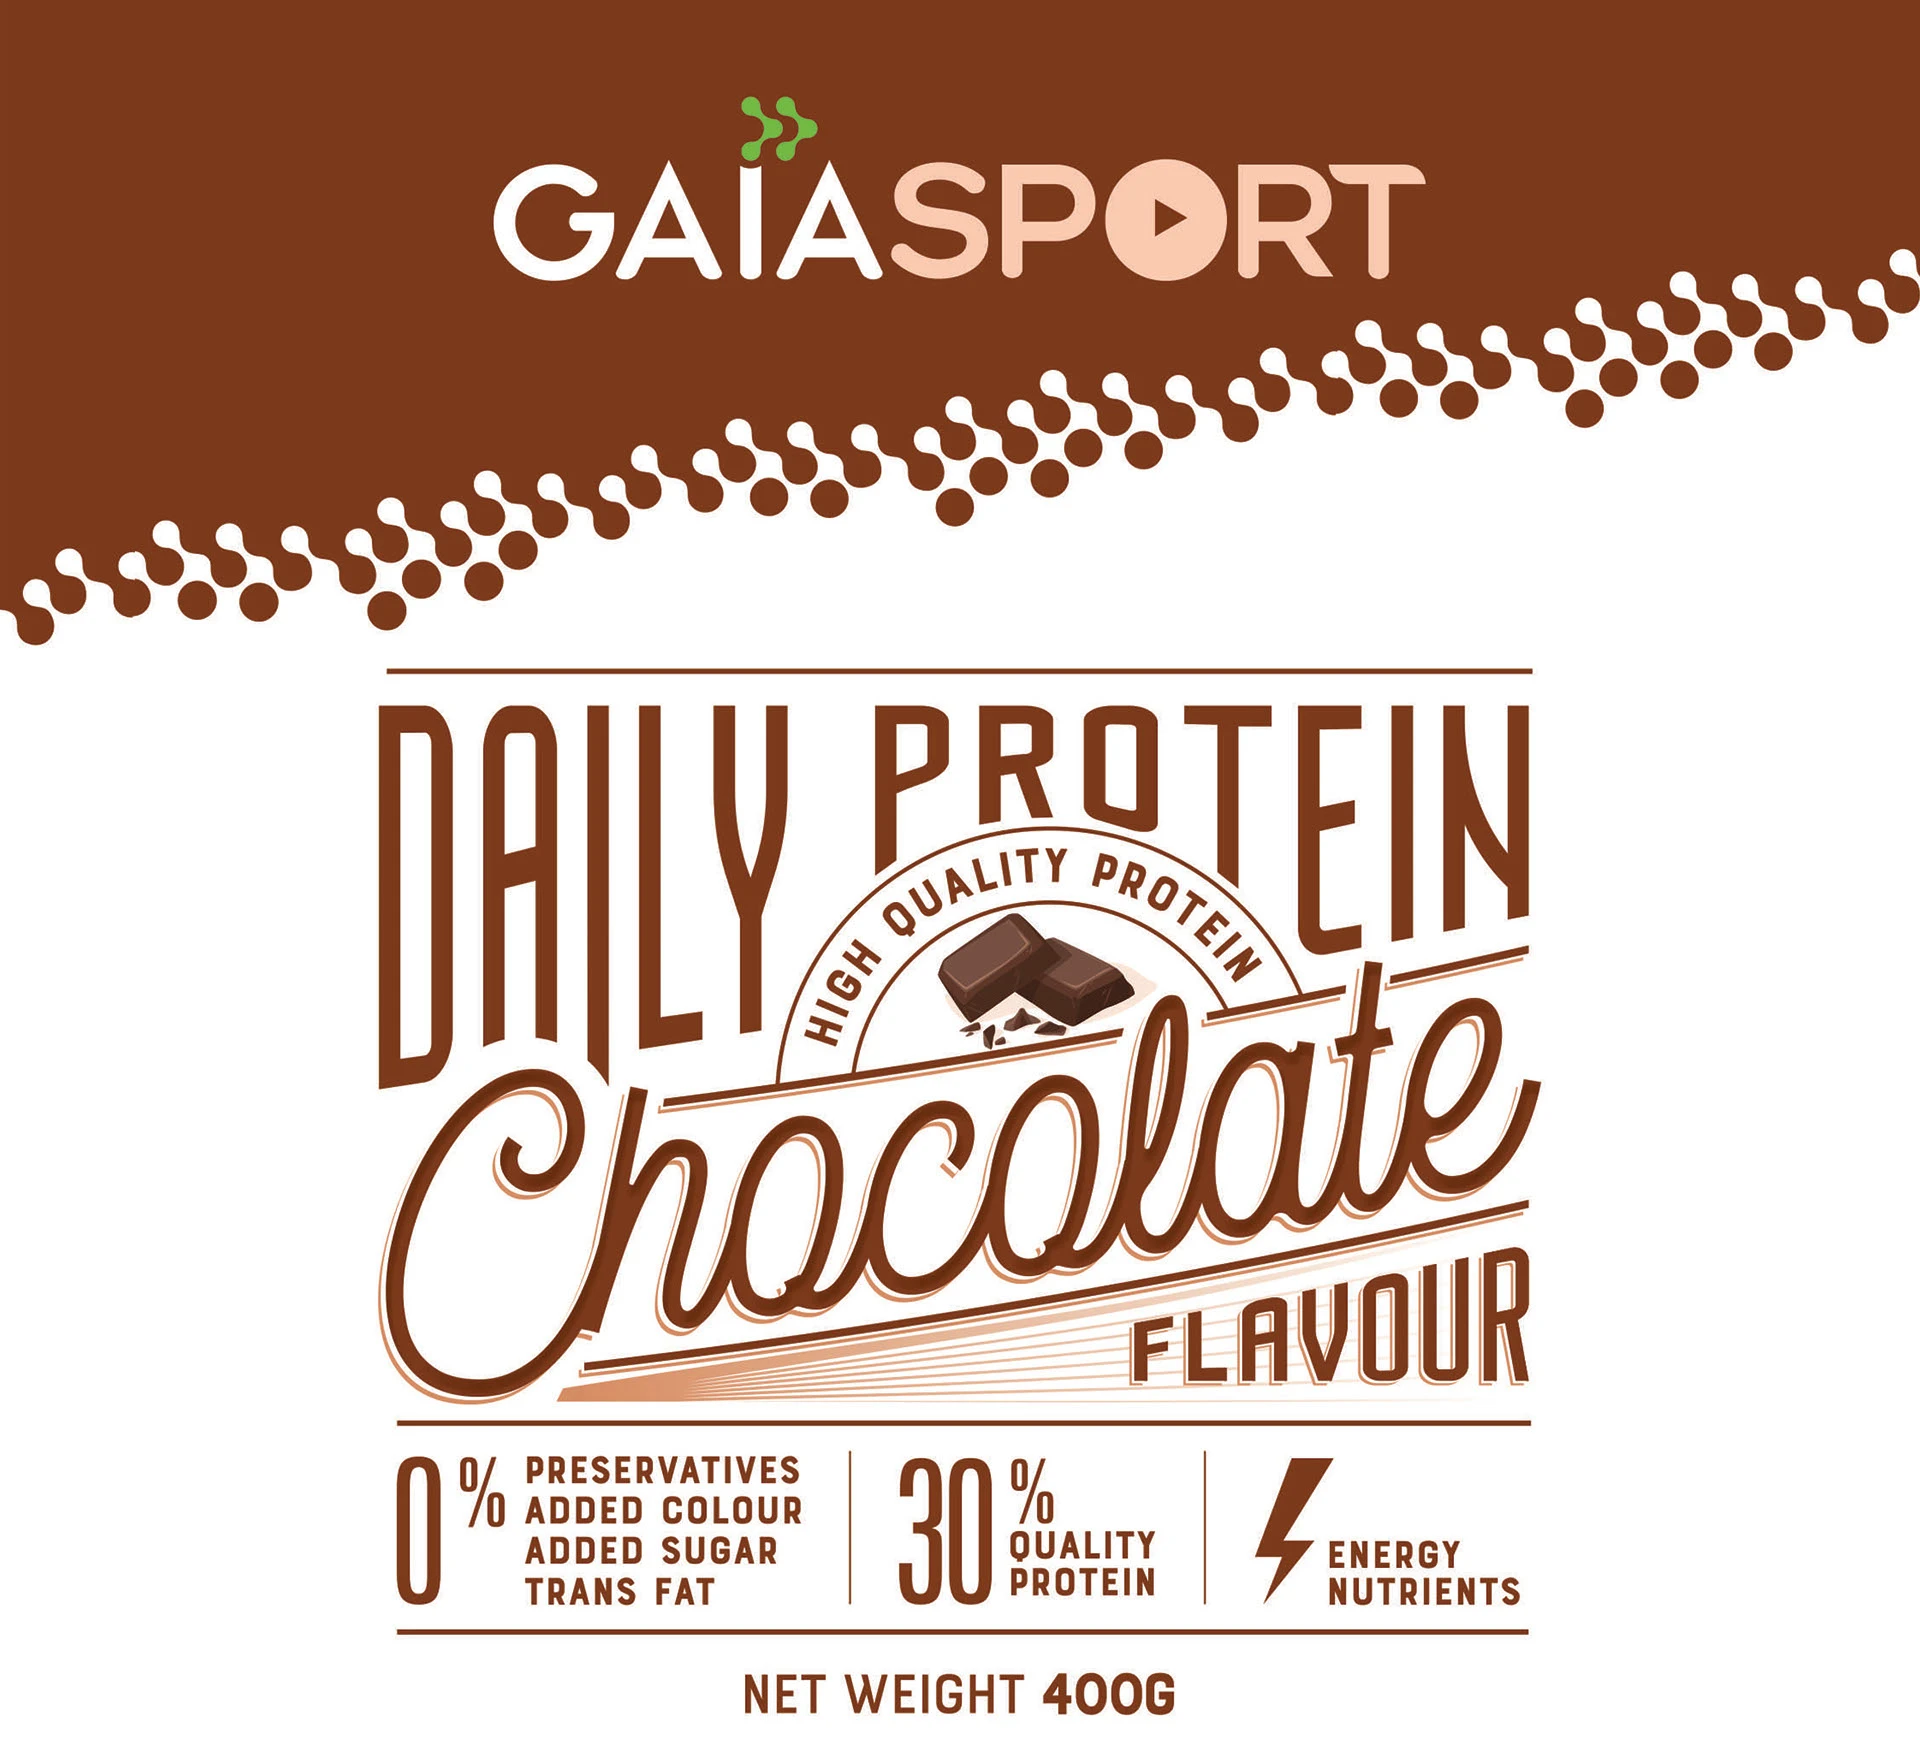 GAÏASPORT
DAILY PROTEIN
HIGH QUALITY PROTEIN
Chocolate
FLAVOUR
0% PRESERVATIVES
ADDED COLOUR
ADDED SUGAR
TRANS FAT
30%
QUALITY
PROTEIN
ENERGY
NUTRIENTS
NET WEIGHT 400G